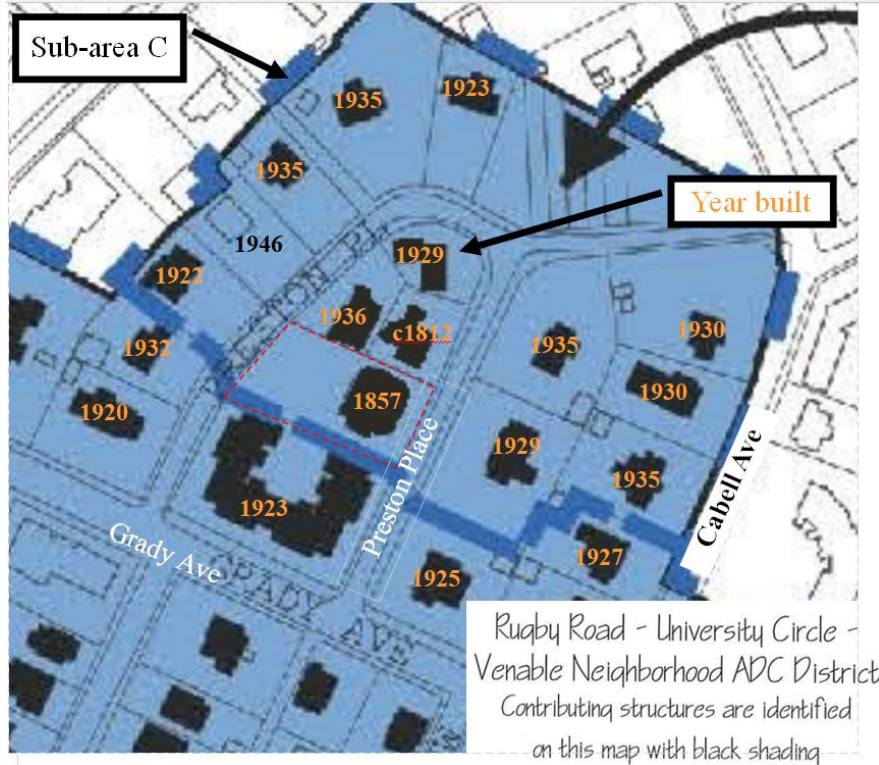 Sub-area C
1935
1923
1935
Year built
1946
1929
1922
1936
c1812
1932
1935
1930
1930
1857
1920
1929
Preston Place
1935
Cabell Ave
1923
Grady Ave
1927
1925
AVE
Rugby Road - University Circle -
Venable Neighborhood ADC District
Contributing structures are identified
on this map with black shading